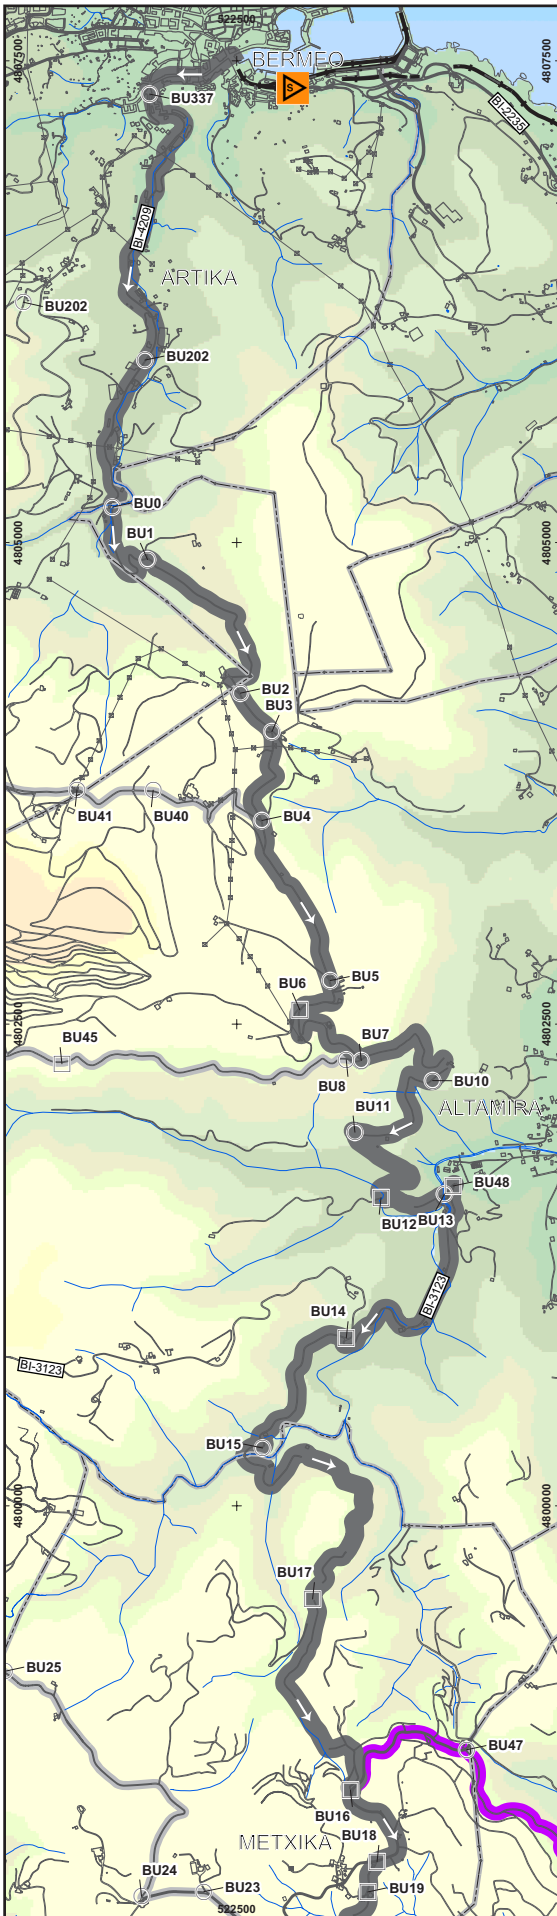 522500
4807500
4807500
BERMEO
S
BU337
BI-2235
BI-4209
ARTIKA
BU202
BU202
BU0
4805000
4805000
BU1
BU2
BU3
BU41
BU40
BU4
BU5
BU6
4802500
4802500
BU45
BU7
BU8
BU10
ALTAMIRA
BU11
BU48
BU12
BU13
BI-3123
BU14
BI-3123
BU15
4800000
4800000
BU17
BU25
BU47
BU16
METXIKA
BU18
BU24
BU23
BU19
522500